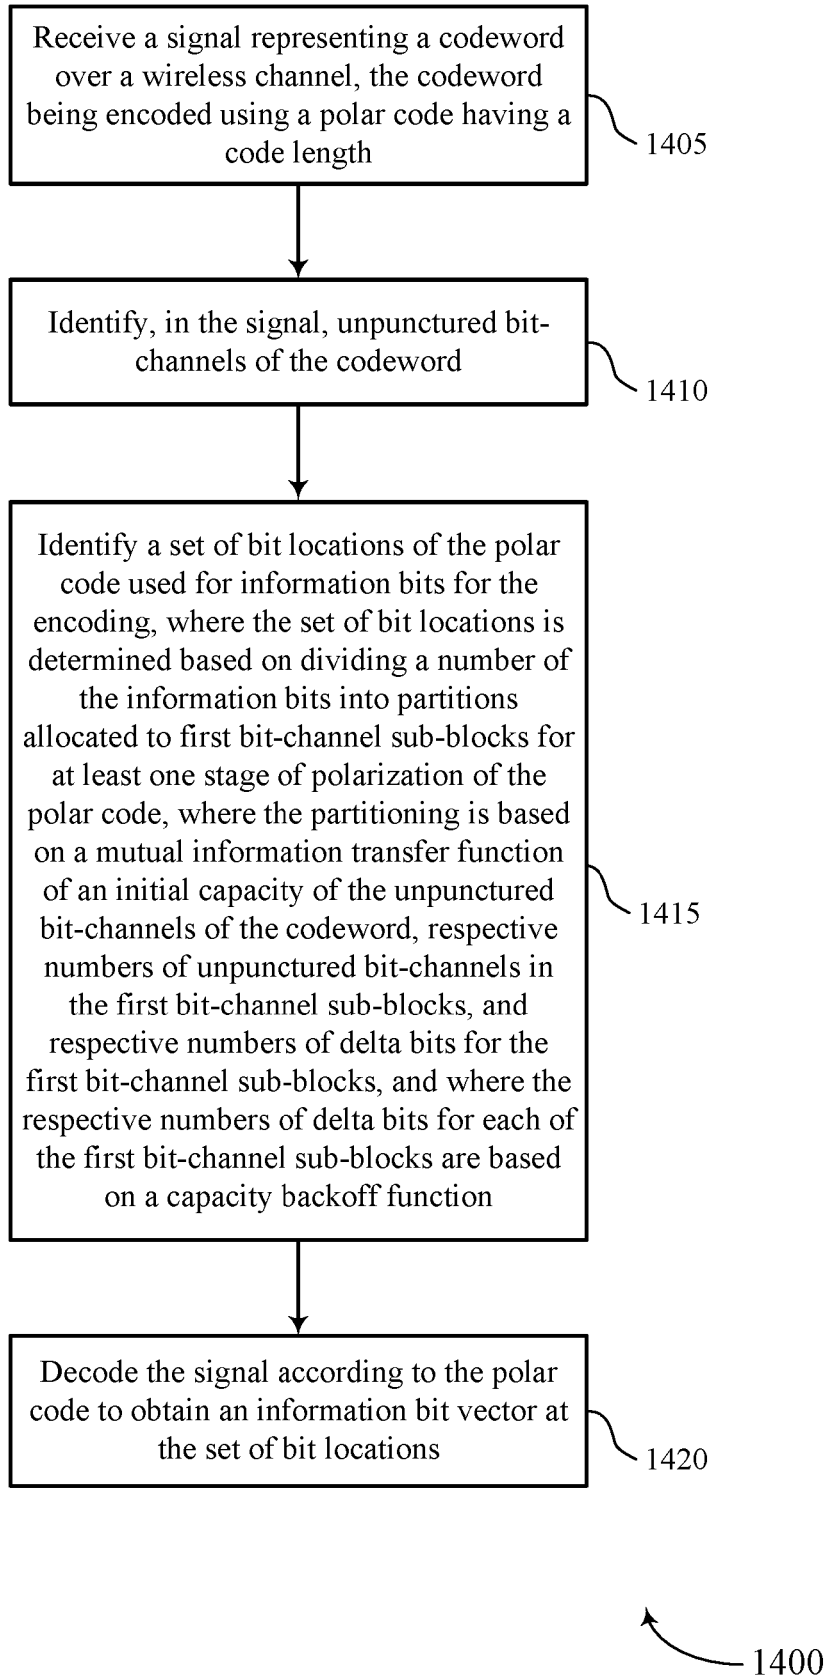 Receive a signal representing a codeword
over a wireless channel, the codeword
being encoded using a polar code having a
code length
1405
Identify, in the signal, unpunctured bit-
channels of the codeword
1410
Identify a set of bit locations of the polar
code used for information bits for the
encoding, where the set of bit locations is
determined based on dividing a number of
the information bits into partitions
allocated to first bit-channel sub-blocks for
at least one stage of polarization of the
polar code, where the partitioning is based
on a mutual information transfer function
of an initial capacity of the unpunctured
bit-channels of the codeword, respective
numbers of unpunctured bit-channels in
the first bit-channel sub-blocks, and
respective numbers of delta bits for the
first bit-channel sub-blocks, and where the
respective numbers of delta bits for each of
the first bit-channel sub-blocks are based
on a capacity backoff function
1415
Decode the signal according to the polar
code to obtain an information bit vector at
the set of bit locations
1420
1400